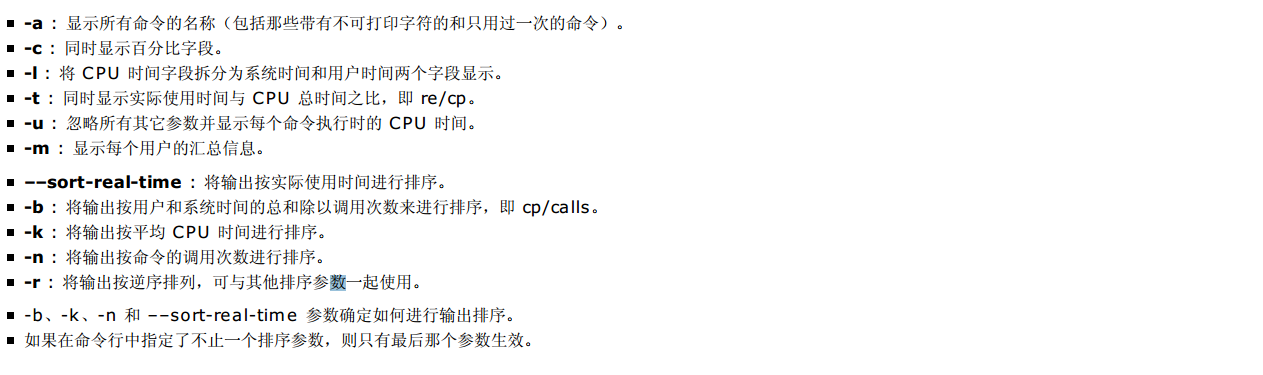 -a : 显示所有命令的名称（包括那些带有不可打印字符的和只用过一次的命令）。
-c : 同时显示百分比字段。
-l : 将 CPU 时间字段拆分为系统时间和用户时间两个字段显示。
-t : 同时显示实际使用时间与 CPU 总时间之比，即 re/cp。
-u : 忽略所有其它参数并显示每个命令执行时的 CPU 时间。
-m : 显示每个用户的汇总信息。
--sort-real-time : 将输出按实际使用时间进行排序。
-b : 将输出按用户和系统时间的总和除以调用次数来进行排序，即 cp/calls。
-k : 将输出按平均 CPU 时间进行排序。
-n : 将输出按命令的调用次数进行排序。
-r : 将输出按逆序排列，可与其他排序参数一起使用。
-b、-k、-n 和 --sort-real-time 参数确定如何进行输出排序。
如果在命令行中指定了不止一个排序参数，则只有最后那个参数生效。